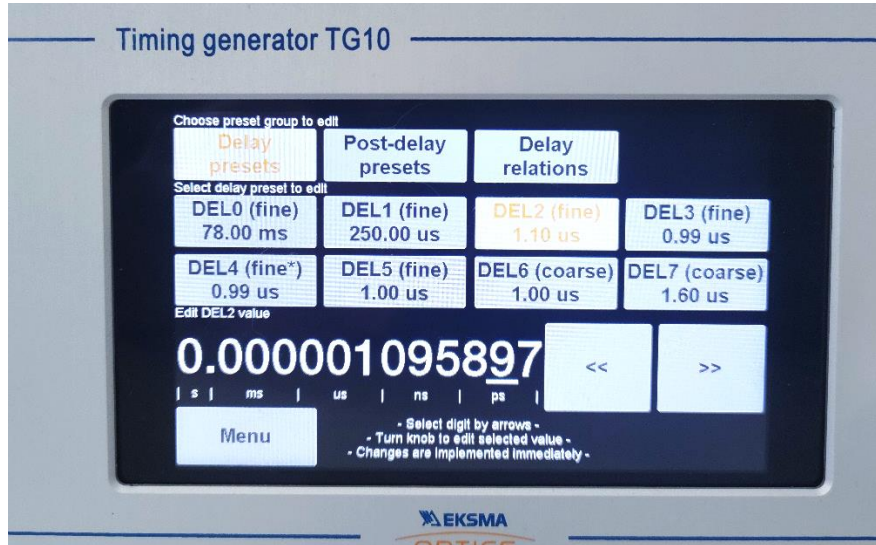 Timing generator TG10
Choose preset group to edit
Delay presets
Post-delay presets
Delay relations
Select delay preset to edit
DEL0 (fine) 78.00 ms
DEL1 (fine) 250.00 us
DEL2 (fine) 1.10 us
DEL3 (fine) 0.99 us
DEL4 (fine*) 0.99 us
DEL5 (fine) 1.00 us
DEL6 (coarse) 1.00 us
DEL7 (coarse) 1.60 us
Edit DEL2 value
0.000001095897
<< >>
| s | ms | us | ns | ps |
Menu
- Select digit by arrows -
- Turn knob to edit selected value -
- Changes are implemented immediately -
EKSMA
OPTICS